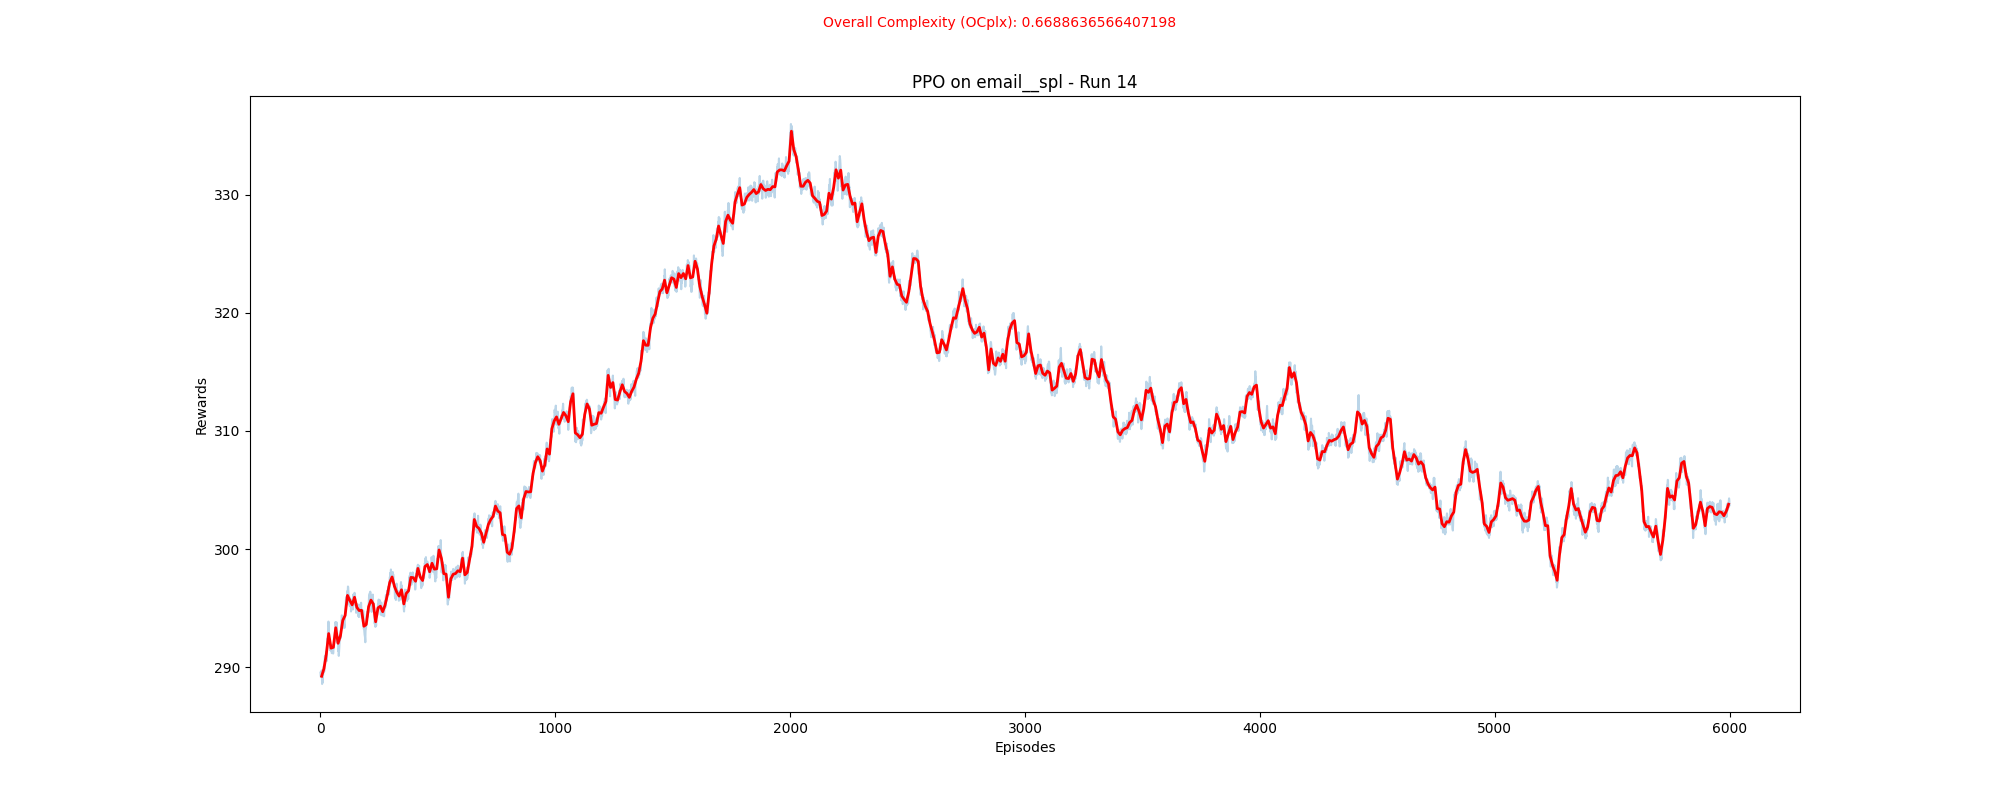 Overall Complexity (OCplx): 0.6688636566407198
PPO on email__spl - Run 14
Rewards
330
320
310
300
290
0 1000 2000 3000 4000 5000 6000
Episodes